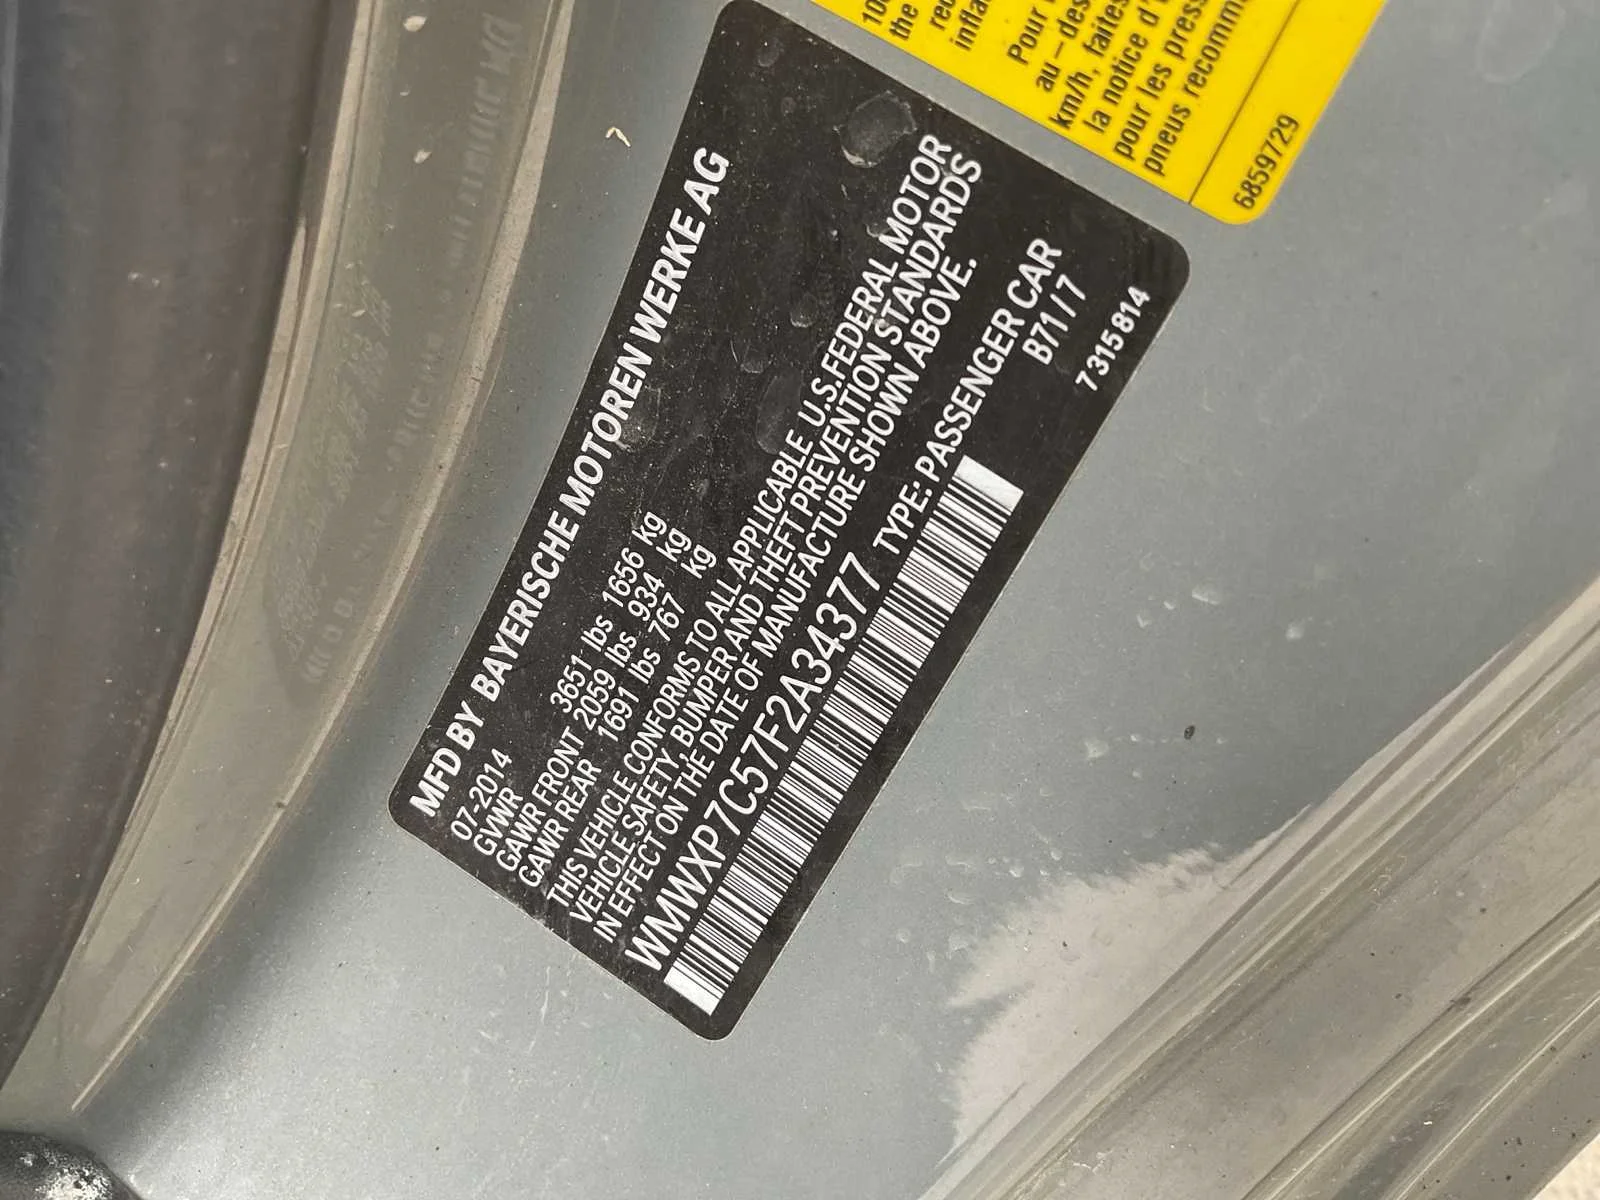 MFD BY BAYERISCHE MOTOREN WERKE AG
07-2014
GVWR 3651 lbs 1656 kg
GAWR FRONT 2059 lbs 934 kg
GAWR REAR 1691 lbs 767 kg
THIS VEHICLE CONFORMS TO ALL APPLICABLE U.S.FEDERAL MOTOR
VEHICLE SAFETY, BUMPER AND THEFT PREVENTION STANDARDS
IN EFFECT ON THE DATE OF MANUFACTURE SHOWN ABOVE.
WMWXP7C57F2A34377 TYPE: PASSENGER CAR
B71/7
7315814
100
the
Pour
au-des
km/h, faites
la notice d'
pour les press
pneus recomm
6859729